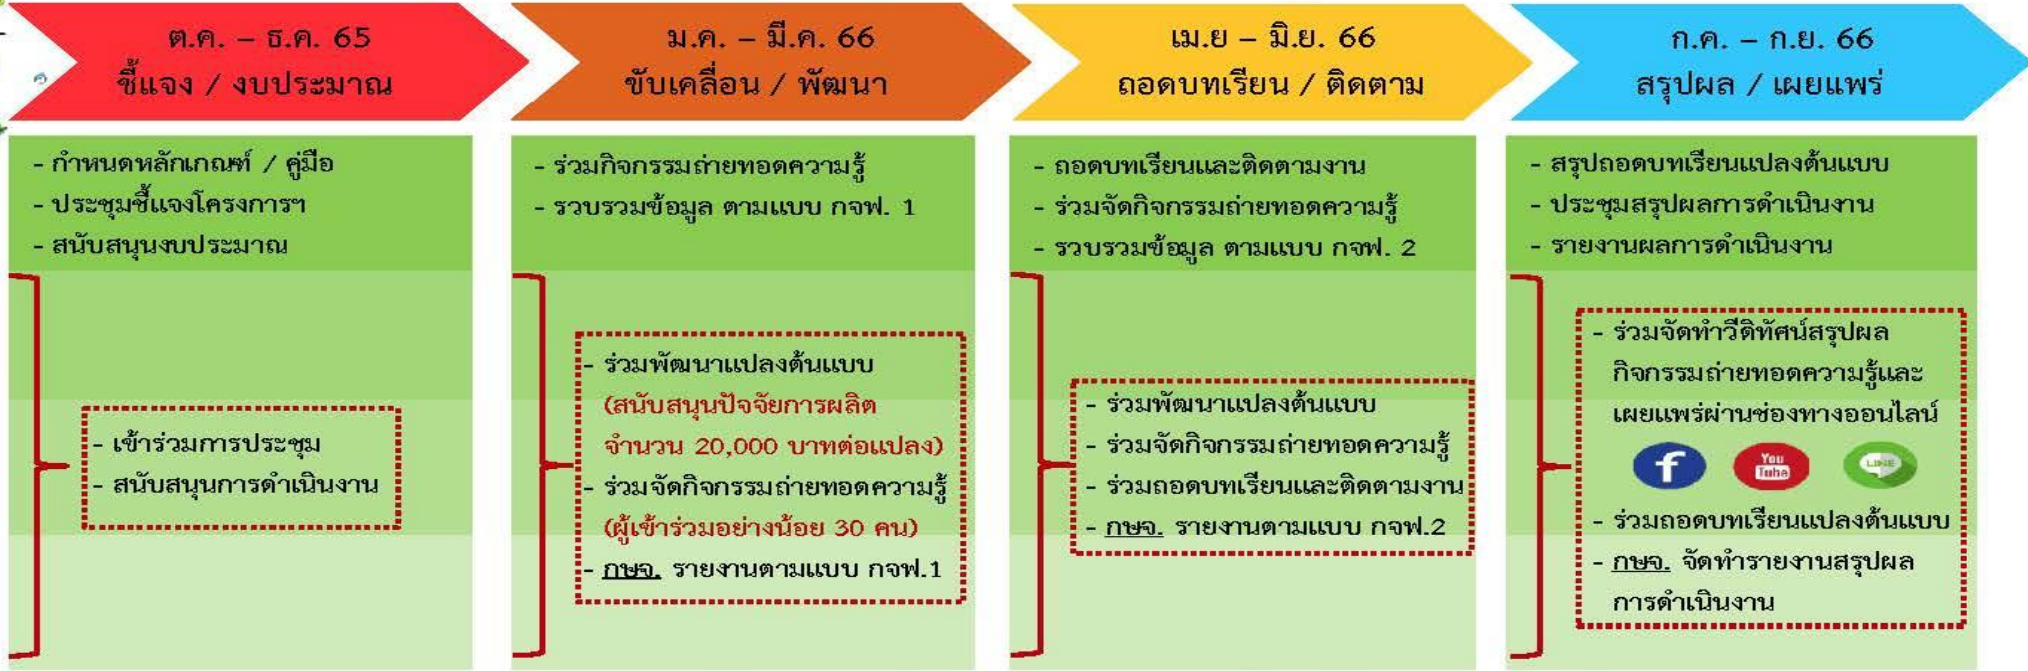 ต.ค. – ธ.ค. 65
ชี้แจง / งบประมาณ
- กำหนดหลักเกณฑ์ / คู่มือ
- ประชุมชี้แจงโครงการฯ
- สนับสนุนงบประมาณ
- เข้าร่วมการประชุม
- สนับสนุนการดำเนินงาน
ม.ค. – มี.ค. 66
ขับเคลื่อน / พัฒนา
- ร่วมกิจกรรมถ่ายทอดความรู้
- รวบรวมข้อมูล ตามแบบ กจฟ. 1
- ร่วมพัฒนาแปลงต้นแบบ
(สนับสนุนปัจจัยการผลิต
จำนวน 20,000 บาทต่อแปลง)
- ร่วมจัดกิจกรรมถ่ายทอดความรู้
(ผู้เข้าร่วมอย่างน้อย 30 คน)
- กษจ. รายงานตามแบบ กจฟ.1
เม.ย – มิ.ย. 66
ถอดบทเรียน / ติดตาม
- ถอดบทเรียนและติดตามงาน
- ร่วมจัดกิจกรรมถ่ายทอดความรู้
- รวบรวมข้อมูล ตามแบบ กจฟ. 2
- ร่วมพัฒนาแปลงต้นแบบ
- ร่วมจัดกิจกรรมถ่ายทอดความรู้
- ร่วมถอดบทเรียนและติดตามงาน
- กษจ. รายงานตามแบบ กจฟ.2
ก.ค. – ก.ย. 66
สรุปผล / เผยแพร่
- สรุปถอดบทเรียนแปลงต้นแบบ
- ประชุมสรุปผลการดำเนินงาน
- รายงานผลการดำเนินงาน
- ร่วมจัดทำวีดิทัศน์สรุปผล
กิจกรรมถ่ายทอดความรู้และ
เผยแพร่ผ่านช่องทางออนไลน์
f
You
Tube
LINE
- ร่วมถอดบทเรียนแปลงต้นแบบ
- กษจ. จัดทำรายงานสรุปผล
การดำเนินงาน